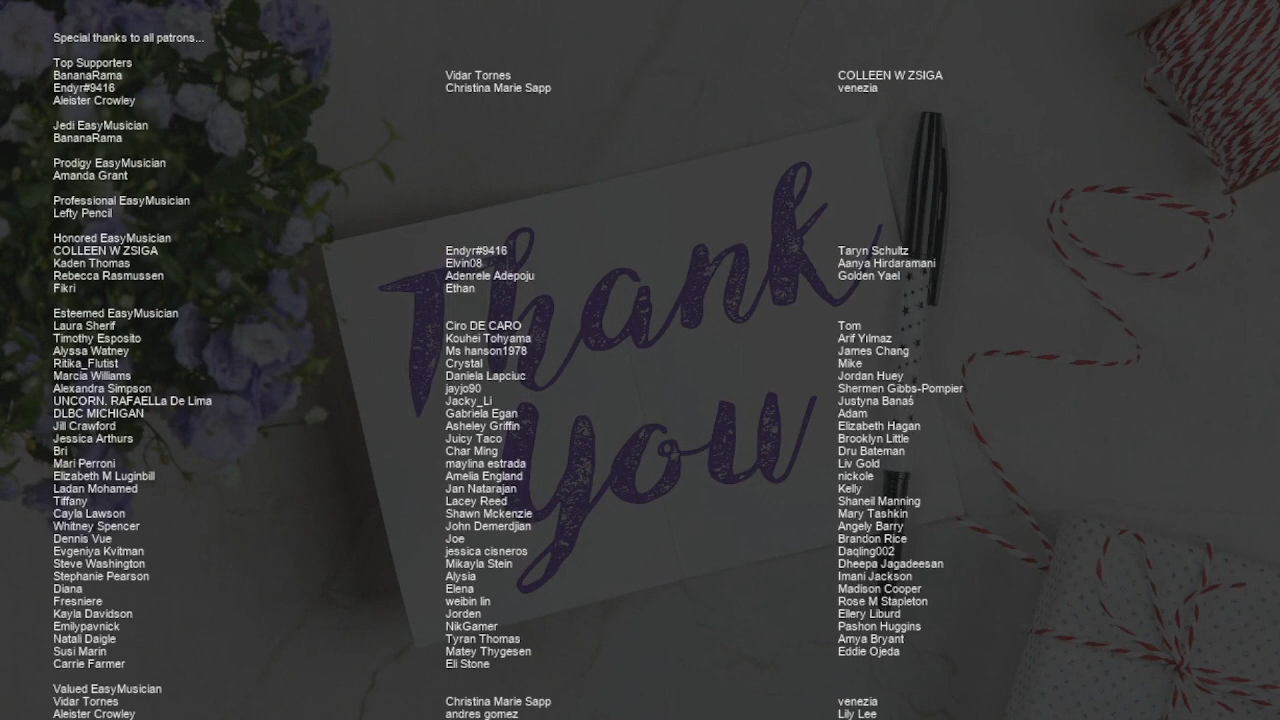 Special thanks to all patrons...
Top Supporters
BananaRama
Vidar Tornes
COLLEEN W ZSIGA
Endyr#9416
Christina Marie Sapp
venezia
Aleister Crowley
Jedi EasyMusician
BananaRama
Prodigy EasyMusician
Amanda Grant
Professional EasyMusician
Lefty Pencil
Honored EasyMusician
COLLEEN W ZSIGA
Endyr#9416
Taryn Schultz
Kaden Thomas
Elvin08
Aanya Hirdaramani
Rebecca Rasmussen
Adenrele Adepoju
Golden Yael
Fikri
Ethan
Esteemed EasyMusician
Laura Sherif
Ciro DE CARO
Tom
Timothy Esposito
Kouhei Tohyama
Arif Yılmaz
Alyssa Watney
Ms hanson1978
James Chang
Ritika_Flutist
Crystal
Mike
Marcia Williams
Daniela Lapciuc
Jordan Huey
Alexandra Simpson
jayjo90
Shermen Gibbs-Pompier
UNCORN. RAFAELLa De Lima
Jacky_Li
Justyna Banaś
DLBC MICHIGAN
Gabriela Egan
Adam
Jill Crawford
Asheley Griffin
Elizabeth Hagan
Jessica Arthurs
Juicy Taco
Brooklyn Little
Bri
Char Ming
Dru Bateman
Mari Perroni
maylina estrada
Liv Gold
Elizabeth M Luginbill
Amelia England
nickole
Ladan Mohamed
Jan Natarajan
Kelly
Tiffany
Lacey Reed
Shaneil Manning
Cayla Lawson
Shawn Mckenzie
Mary Tashkin
Whitney Spencer
John Demerdjian
Angely Barry
Dennis Vue
Joe
Brandon Rice
Evgeniya Kvitman
jessica cisneros
Daqling002
Steve Washington
Mikayla Stein
Dheepa Jagadeesan
Stephanie Pearson
Alysia
Imani Jackson
Diana
Elena
Madison Cooper
Fresniere
weibin lin
Rose M Stapleton
Kayla Davidson
Jorden
Ellery Liburd
Emilypavnick
NikGamer
Pashon Huggins
Natali Daigle
Tyran Thomas
Amya Bryant
Susi Marin
Matey Thygesen
Eddie Ojeda
Carrie Farmer
Eli Stone
Valued EasyMusician
Vidar Tornes
Christina Marie Sapp
venezia
Aleister Crowley
andres gomez
Lily Lee
Thank
you